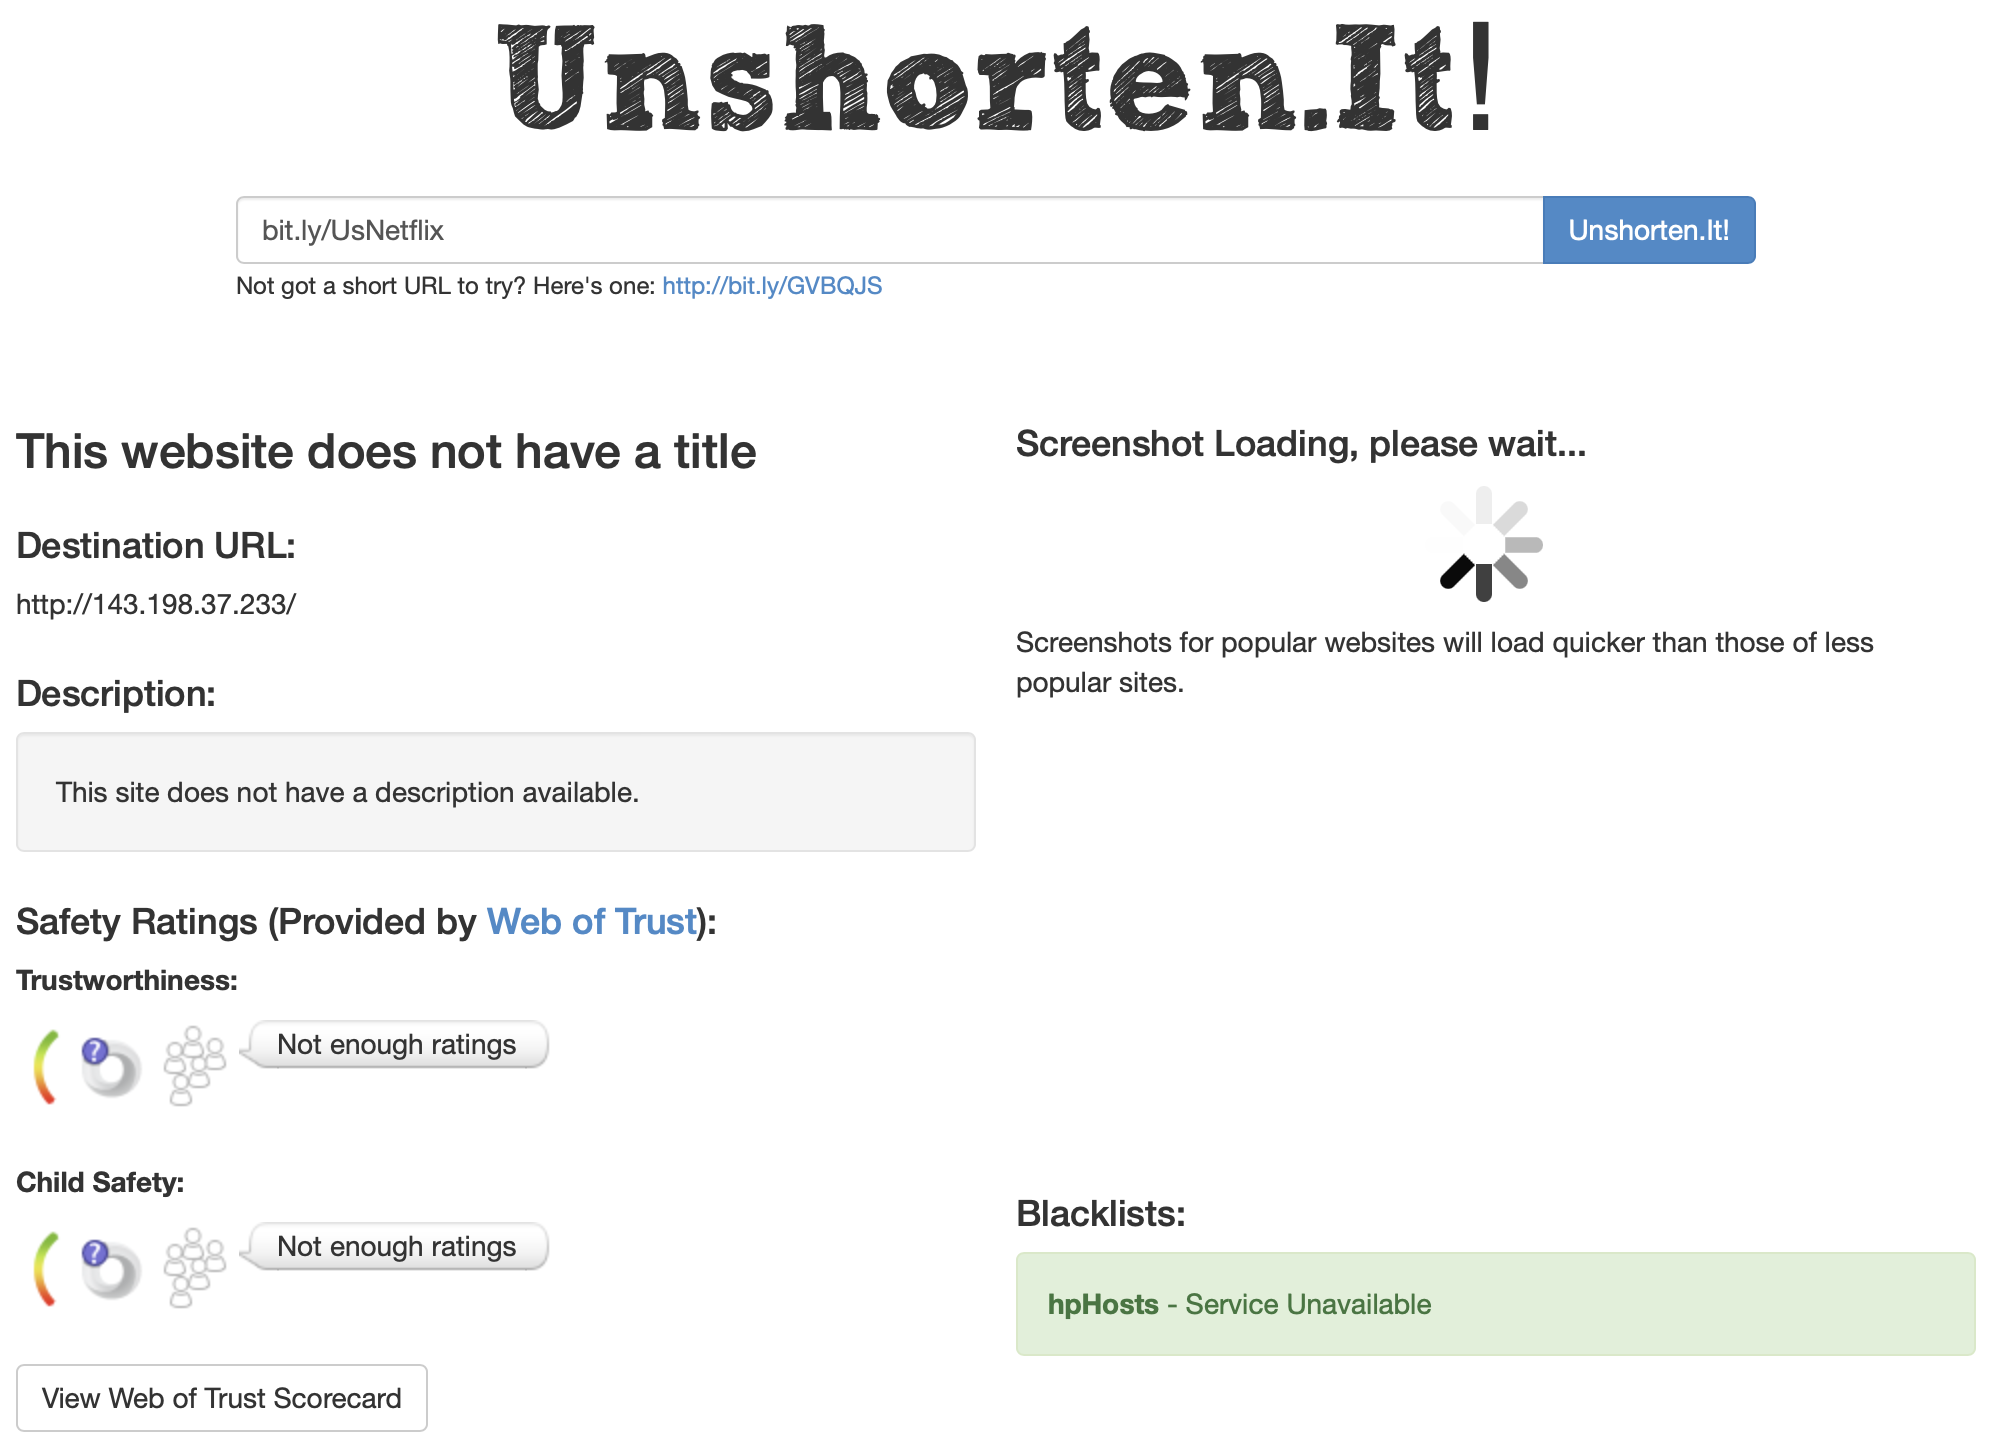 Unshorten.It!
bit.ly/UsNetflix
Unshorten.It!
Not got a short URL to try? Here's one: http://bit.ly/GVBQJS
This website does not have a title
Destination URL:
http://143.198.37.233/
Description:
This site does not have a description available.
Safety Ratings (Provided by Web of Trust):
Trustworthiness:
?
Not enough ratings
Child Safety:
?
Not enough ratings
View Web of Trust Scorecard
Screenshot Loading, please wait...
Screenshots for popular websites will load quicker than those of less
popular sites.
Blacklists:
hpHosts - Service Unavailable